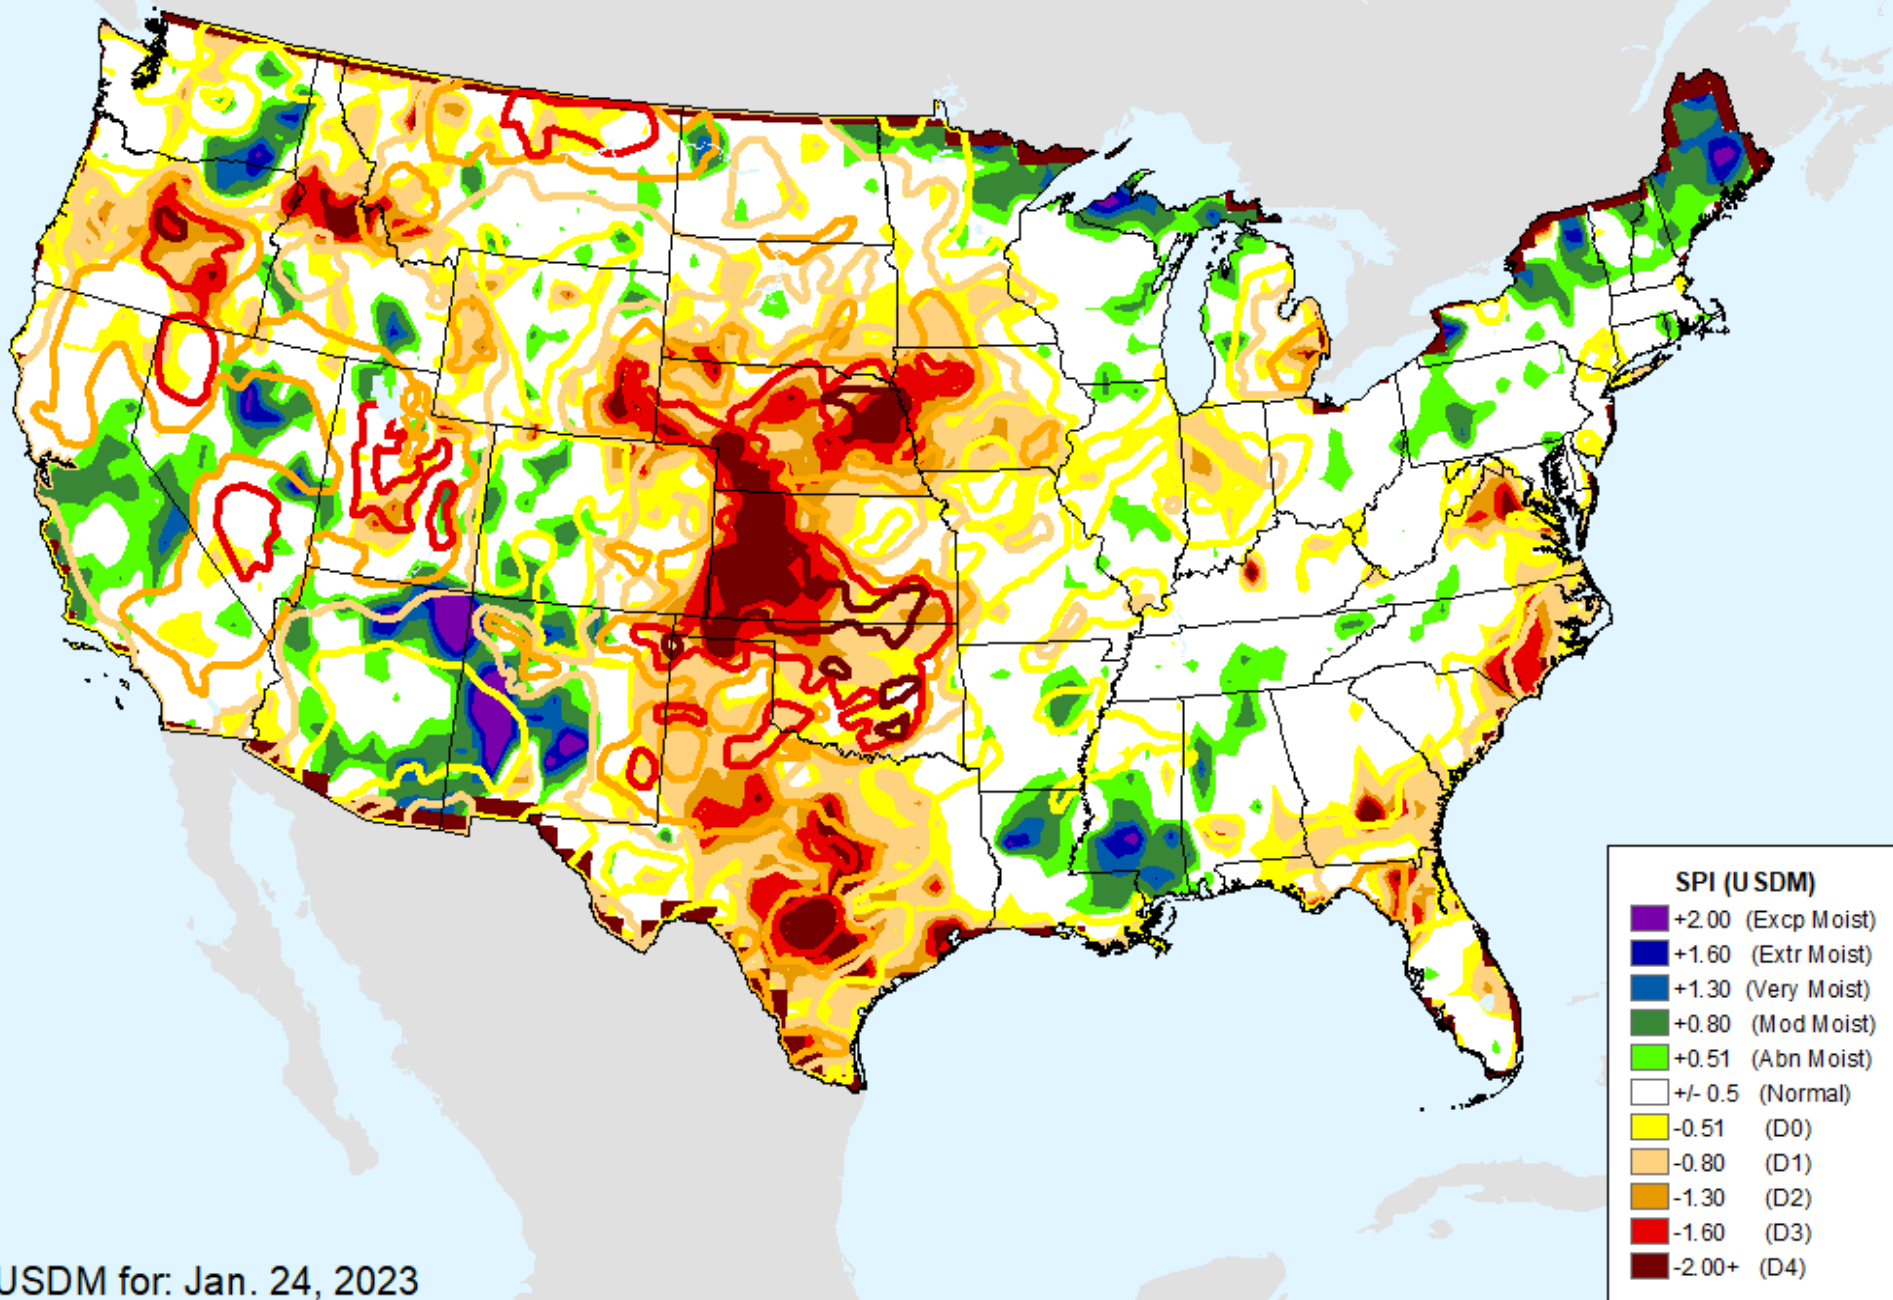 SPI (USDM)
+2.00 (Excp Moist)
+1.60 (Extr Moist)
+1.30 (Very Moist)
+0.80 (Mod Moist)
+0.51 (Abn Moist)
+/- 0.5 (Normal)
-0.51 (D0)
-0.80 (D1)
-1.30 (D2)
-1.60 (D3)
-2.00+ (D4)
USDM for: Jan. 24, 2023